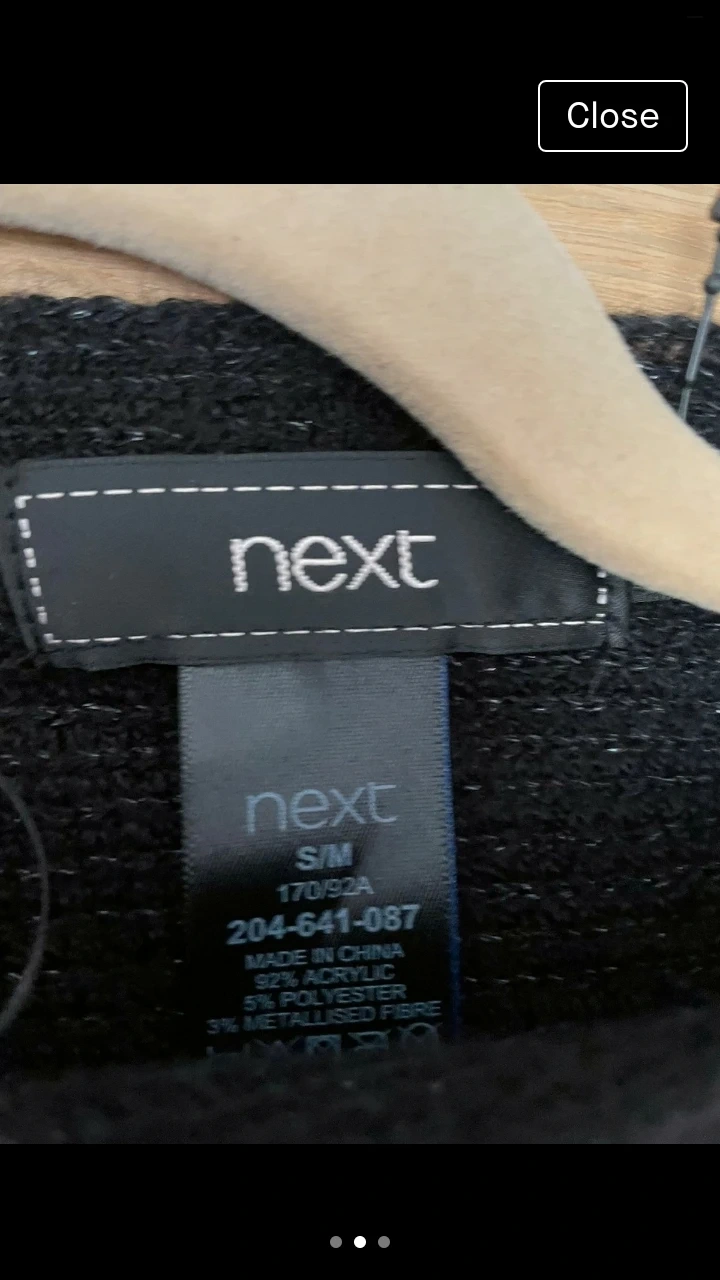 Close
next
next
S/M
170/92A
204-641-087
MADE IN CHINA
92% ACRYLIC
5% POLYESTER
3% METALLISED FIBRE